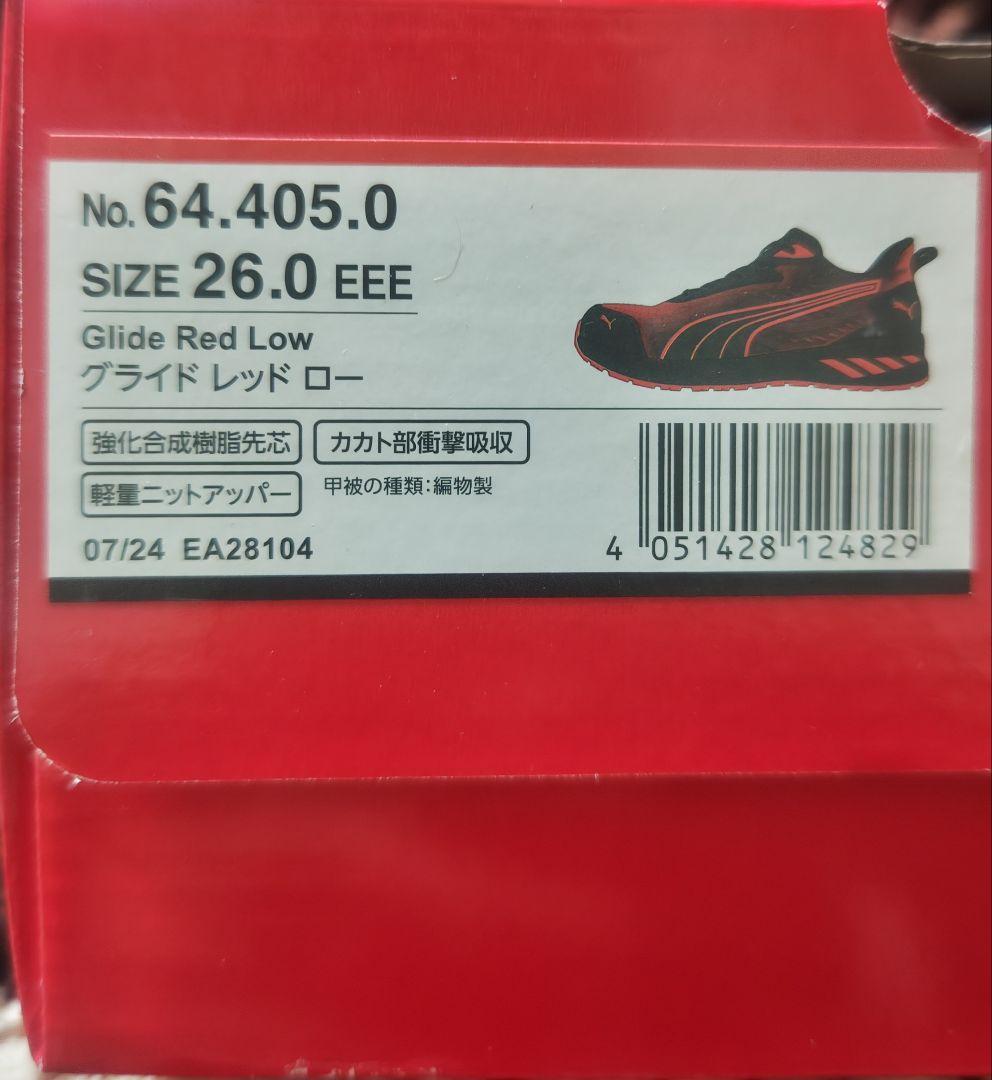 No. 64.405.0
SIZE 26.0 EEE
Glide Red Low
グライド レッド ロー
強化合成樹脂先芯 カカト部衝撃吸収
軽量ニットアッパー 甲被の種類:編物製
07/24 EA28104
4 051428 124829